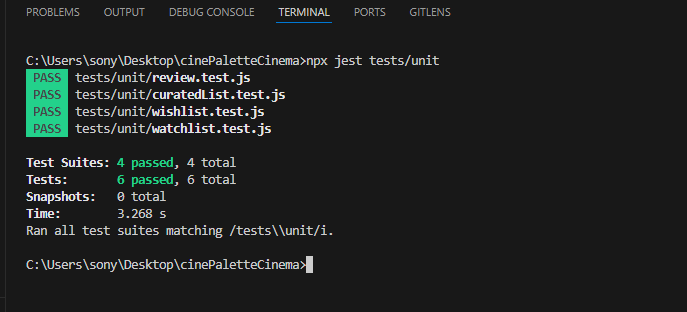 PROBLEMS OUTPUT DEBUG CONSOLE TERMINAL PORTS GITLENS
C:\Users\sony\Desktop\cinePaletteCinema>npx jest tests/unit
PASS tests/unit/review.test.js
PASS tests/unit/curatedList.test.js
PASS tests/unit/wishlist.test.js
PASS tests/unit/watchlist.test.js
Test Suites: 4 passed, 4 total
Tests: 6 passed, 6 total
Snapshots: 0 total
Time: 3.268 s
Ran all test suites matching /tests\\unit/i.
C:\Users\sony\Desktop\cinePaletteCinema>